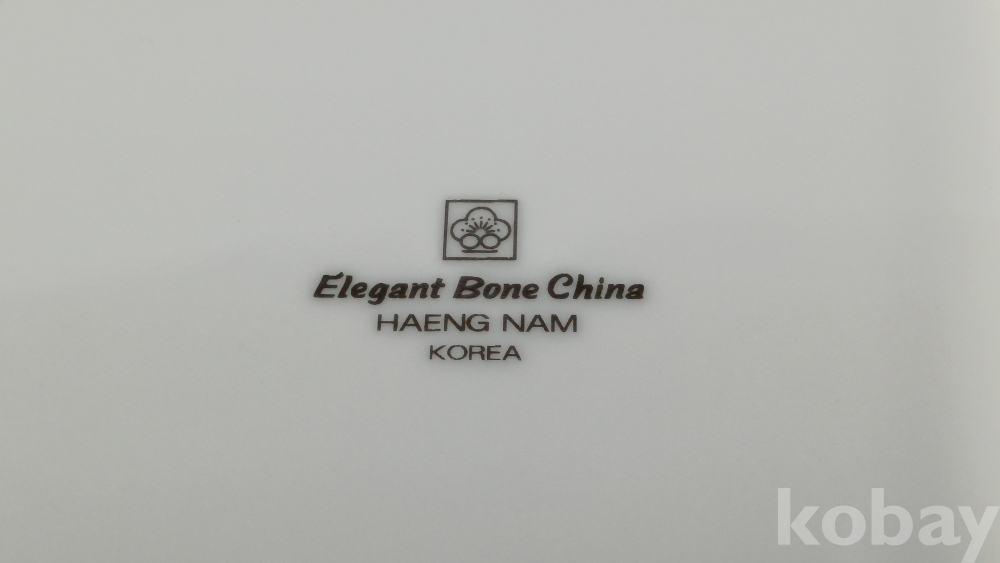 Elegant Bone China
HAENG NAM
KOREA
kobay